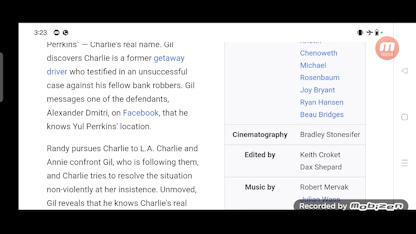 3:23
Perrkins" — Charlie's real name. Gil
discovers Charlie is a former getaway
driver who testified in an unsuccessful
case against his fellow bank robbers. Gil
messages one of the defendants,
Alexander Dmitri, on Facebook, that he
knows Yul Perrkins' location.
Randy pursues Charlie to L.A. Charlie and
Annie confront Gil, who is following them,
and Charlie tries to resolve the situation
non-violently at her insistence. Unmoved,
Gil reveals that he knows Charlie's real
Chenoweth
Michael
Rosenbaum
Joy Bryant
Ryan Hansen
Beau Bridges
Cinematography Bradley Stonesifer
Edited by Keith Croket
Dax Shepard
Music by Robert Mervak
Recorded by Mobizen